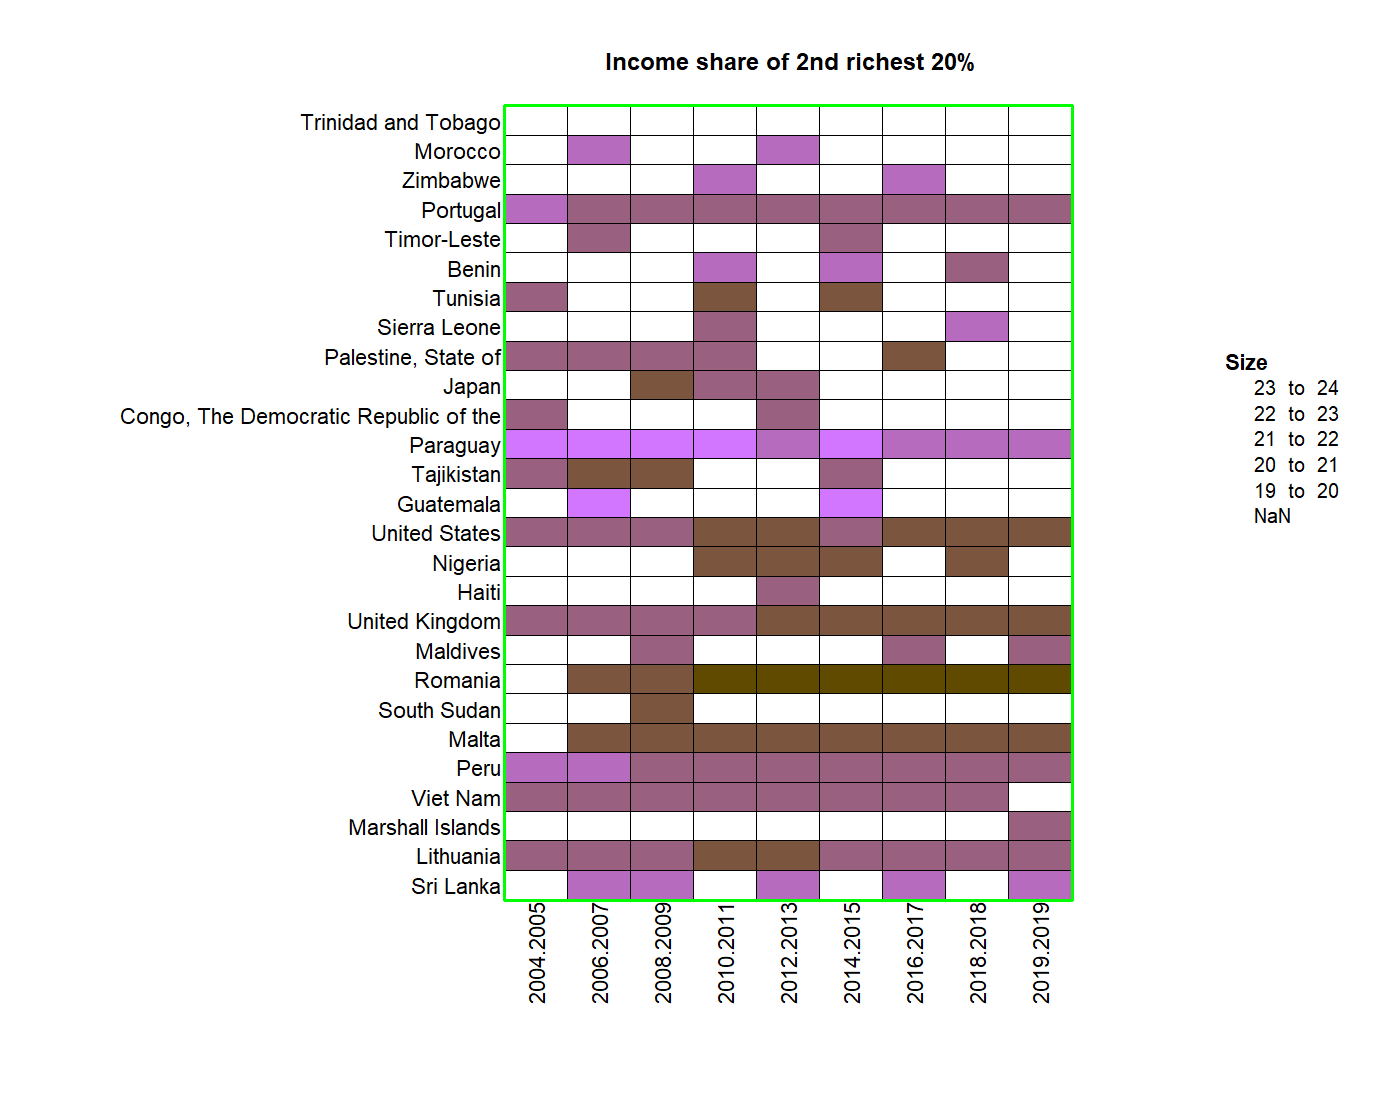 Income share of 2nd richest 20%
Trinidad and Tobago
Morocco
Zimbabwe
Portugal
Timor-Leste
Benin
Tunisia
Sierra Leone
Palestine, State of
Japan
Congo, The Democratic Republic of the
Paraguay
Tajikistan
Guatemala
United States
Nigeria
Haiti
United Kingdom
Maldives
Romania
South Sudan
Malta
Peru
Viet Nam
Marshall Islands
Lithuania
Sri Lanka
2004.2005
2006.2007
2008.2009
2010.2011
2012.2013
2014.2015
2016.2017
2018.2018
2019.2019
Size
23 to 24
22 to 23
21 to 22
20 to 21
19 to 20
NaN